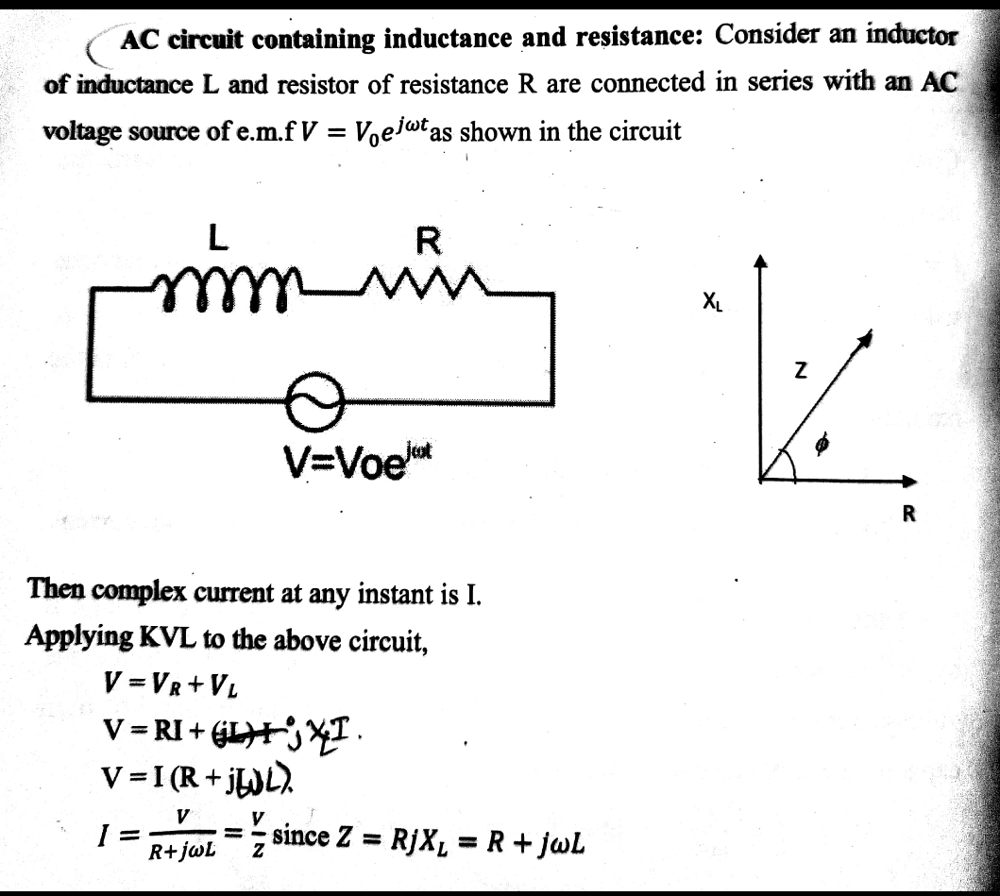 AC circuit containing inductance and resistance: Consider an inductor
of inductance L and resistor of resistance R are connected in series with an AC
voltage source of e.m.f V = V₀e^{jωt} as shown in the circuit
L
R
V=Voe^{jωt}
X_L
Z
ϕ
R
Then complex current at any instant is I.
Applying KVL to the above circuit,
V = V_R + V_L
V = RI + (jL) I jX_LI.
V = I (R + jωL).
I = V/(R+jωL) = V/Z since Z = RjX_L = R + jωL